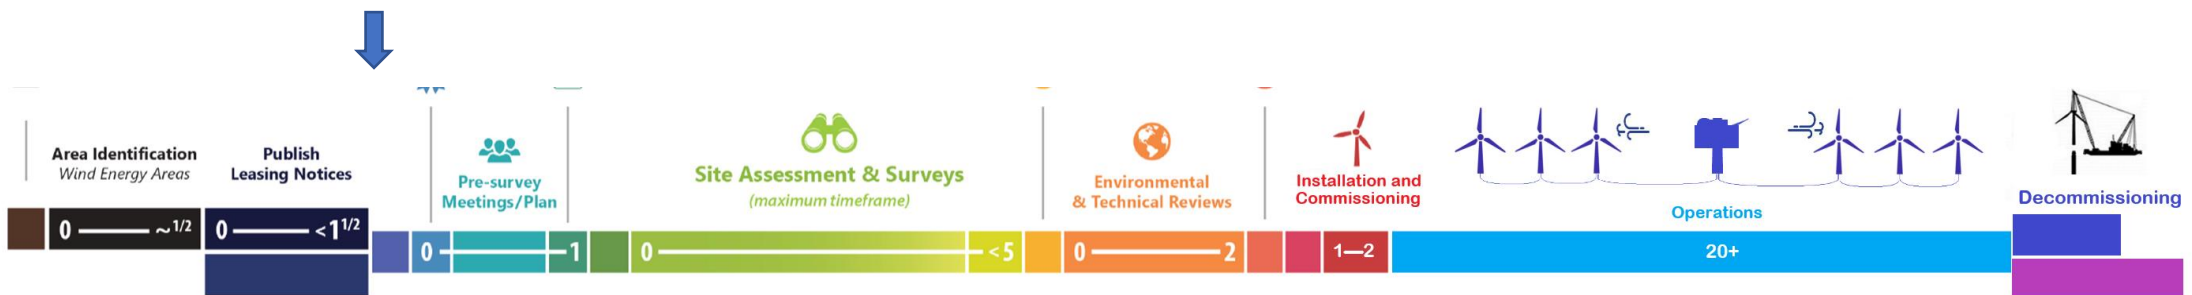 Area Identification
Wind Energy Areas
0 ~1/2
Publish
Leasing Notices
0 <1 1/2
Pre-survey
Meetings/Plan
0 1
Site Assessment & Surveys
(maximum timeframe)
0 <5
Environmental
& Technical Reviews
0 2
Installation and
Commissioning
1—2
Operations
20+
Decommissioning